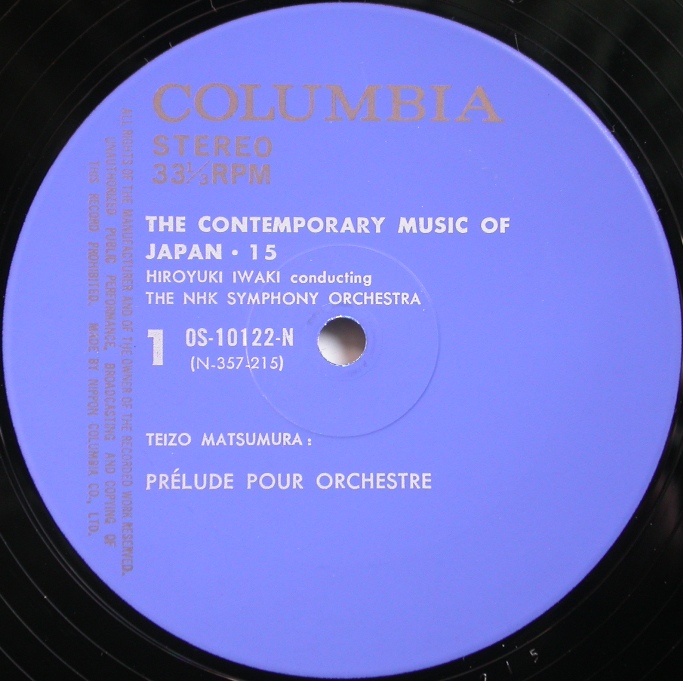 COLUMBIA
STEREO
33⅓RPM
THE CONTEMPORARY MUSIC OF
JAPAN · 15
HIROYUKI IWAKI conducting
THE NHK SYMPHONY ORCHESTRA
1 OS-10122-N
(N-357-215)
TEIZO MATSUMURA:
PRÉLUDE POUR ORCHESTRE
ALL RIGHTS OF THE MANUFACTURER AND OF THE OWNER OF THE RECORDED WORK RESERVED.
UNAUTHORIZED PUBLIC PERFORMANCE, BROADCASTING AND COPYING OF
THIS RECORD PROHIBITED. MADE BY NIPPON COLUMBIA CO., LTD.
215